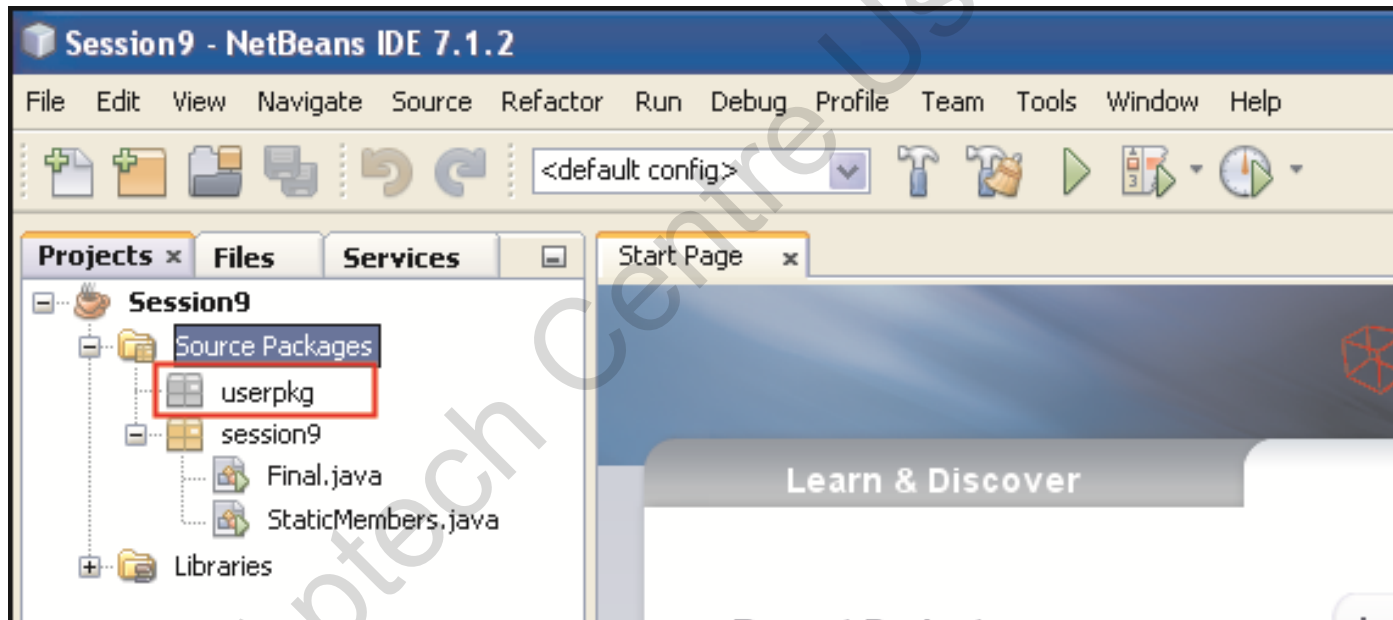 Session9 - NetBeans IDE 7.1.2
File Edit View Navigate Source Refactor Run Debug Profile Team Tools Window Help
<default config>
Projects Files Services Start Page
Session9
Source Packages
userpkg
session9
Final.java
StaticMembers.java
Libraries
Learn & Discover
Centre